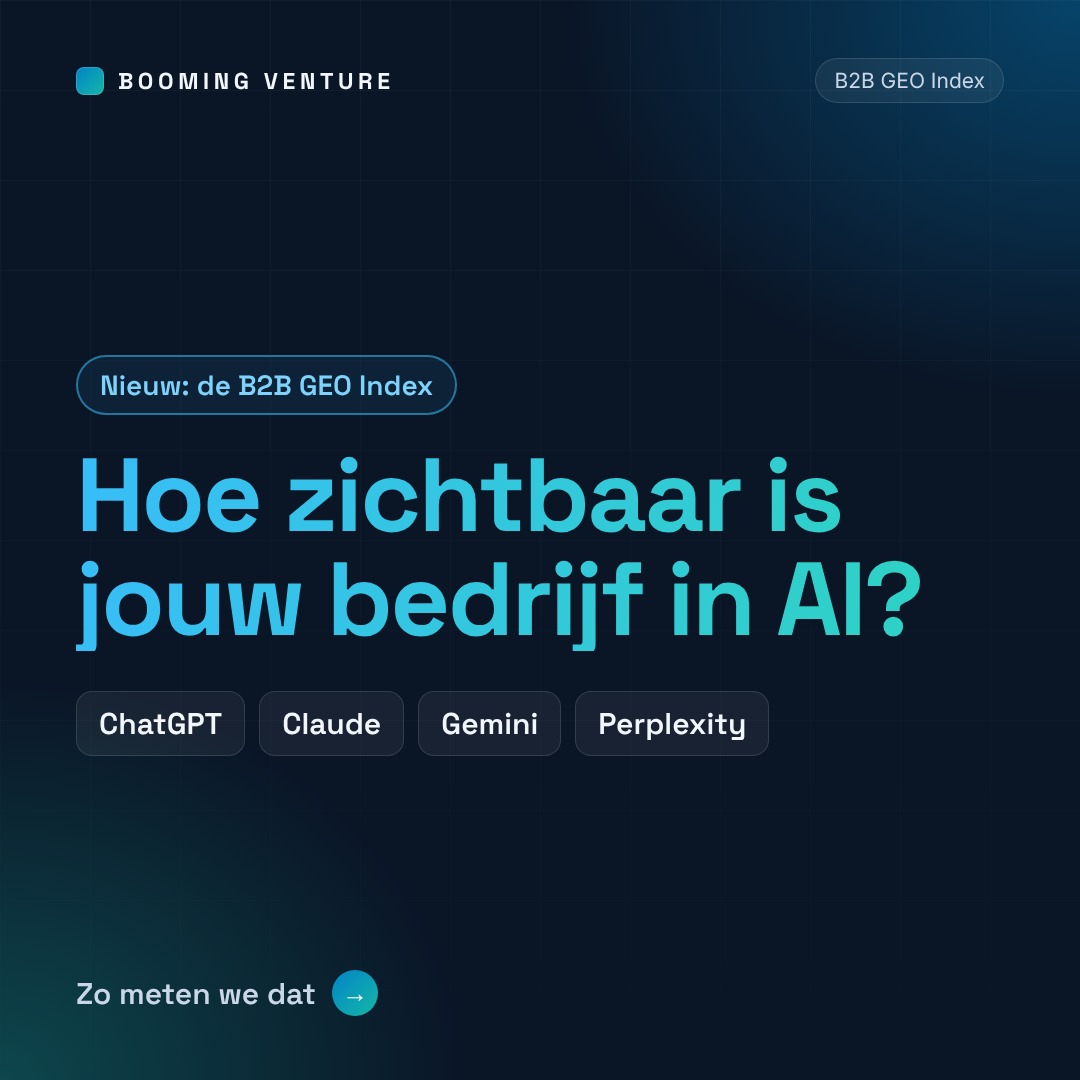 BOOMING VENTURE
B2B GEO Index
Nieuw: de B2B GEO Index
Hoe zichtbaar is
jouw bedrijf in AI?
ChatGPT
Claude
Gemini
Perplexity
Zo meten we dat →